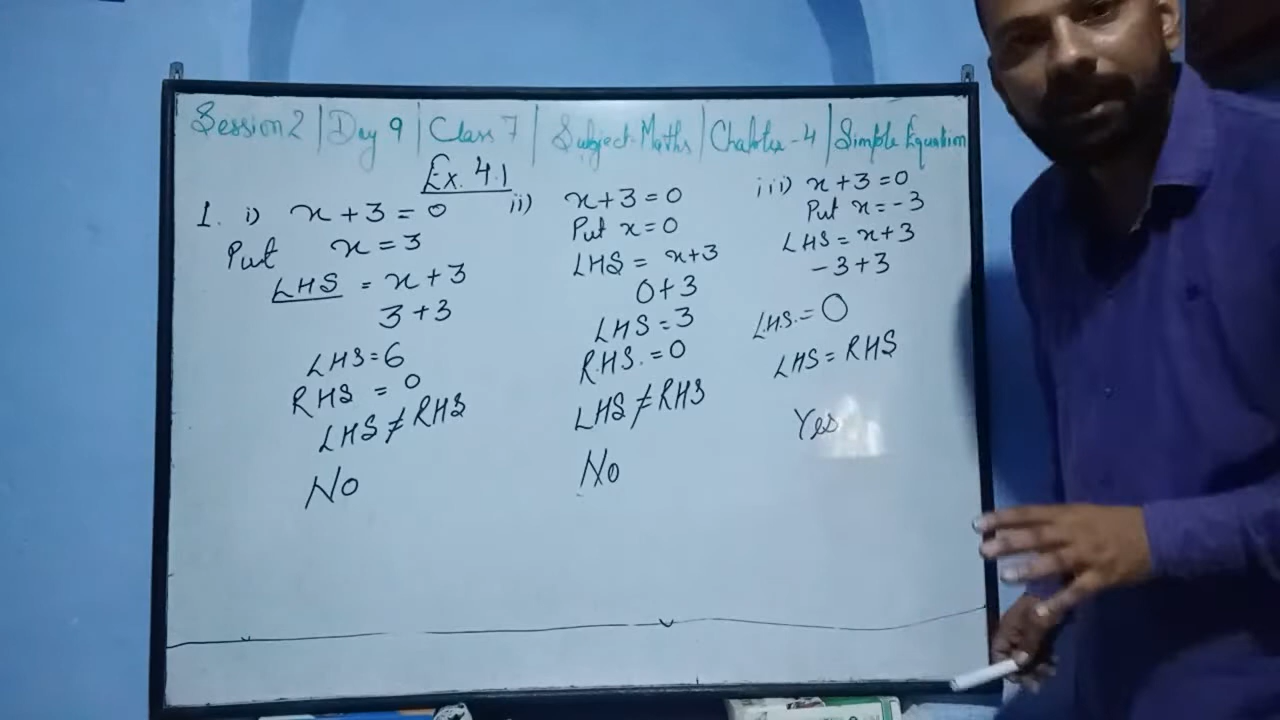 Session 2 | Day 9 | Class 7 | Subject-Maths | Chapter-4 | Simple Equation
Ex. 4.1
1. i) x + 3 = 0
Put x = 3
LHS = x + 3
3 + 3
LHS = 6
RHS = 0
LHS ≠ RHS
No
ii) x + 3 = 0
Put x = 0
LHS = x + 3
0 + 3
LHS = 3
R.H.S. = 0
LHS ≠ RHS
No
iii) x + 3 = 0
Put x = -3
LHS = x + 3
-3 + 3
L.H.S. = 0
LHS = RHS
Yes